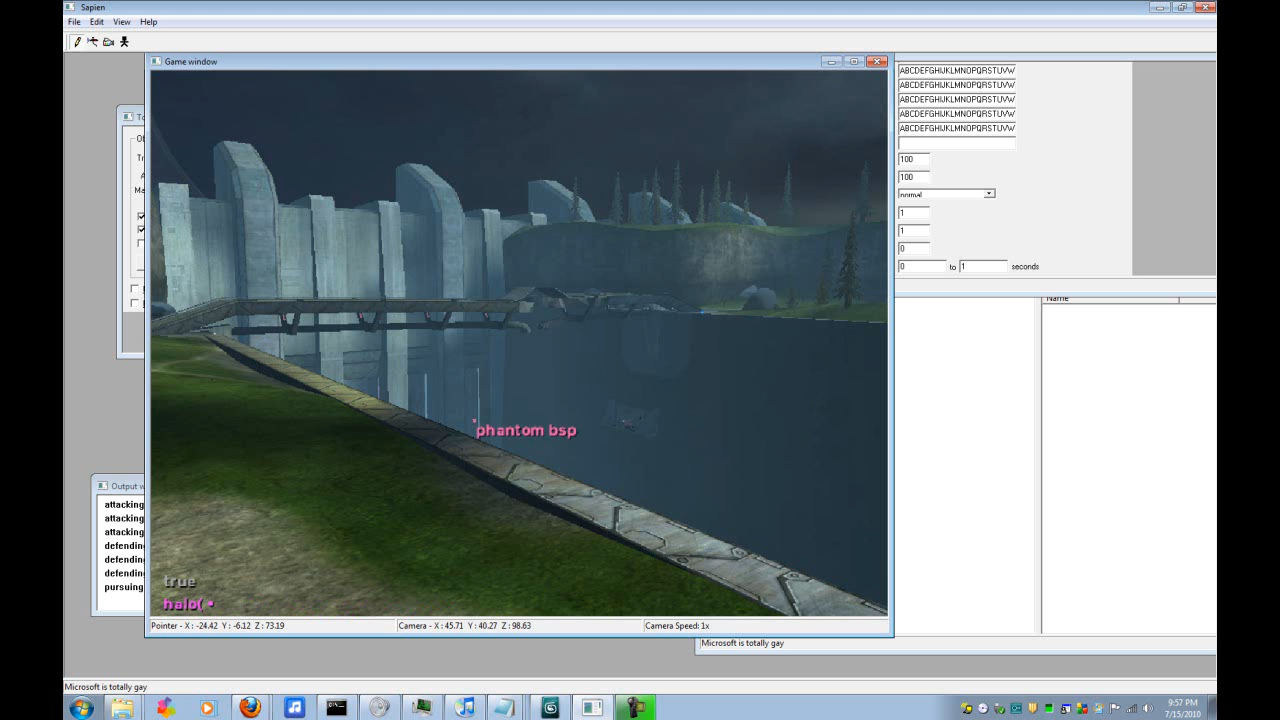 Sapien
File Edit View Help
Game window
ABCDEFGHIJKLMNOPQRSTUVW
ABCDEFGHIJKLMNOPQRSTUVW
ABCDEFGHIJKLMNOPQRSTUVW
ABCDEFGHIJKLMNOPQRSTUVW
ABCDEFGHIJKLMNOPQRSTUVW
100
100
normal
1
1
0
0 to 1 seconds
Name
phantom bsp
Output w
attacking
attacking
attacking
defending
defending
defending
pursuing
true
halo(
Pointer - X : -24.42 Y : -6.12 Z : 73.19 Camera - X : 45.71 Y : 40.27 Z : 98.63 Camera Speed: 1x
Microsoft is totally gay
Microsoft is totally gay
9:57 PM
7/15/2010